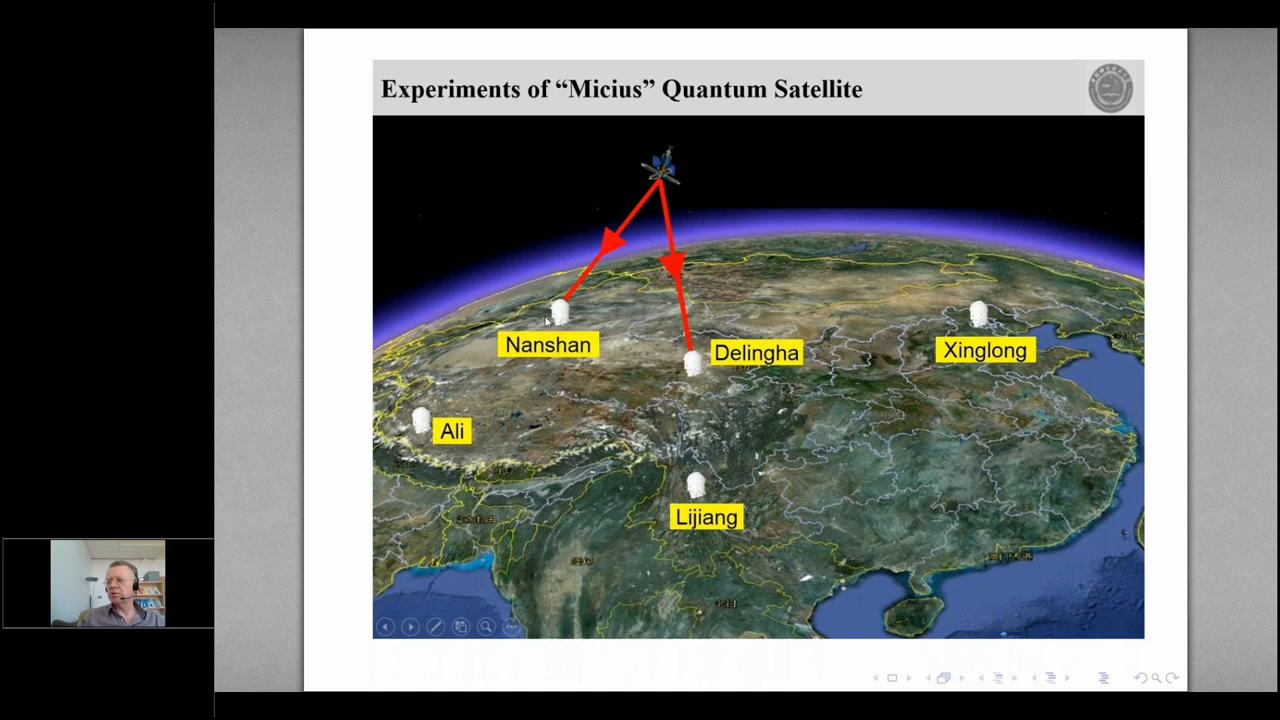 Experiments of “Micius” Quantum Satellite
Nanshan
Delingha
Xinglong
Ali
Lijiang